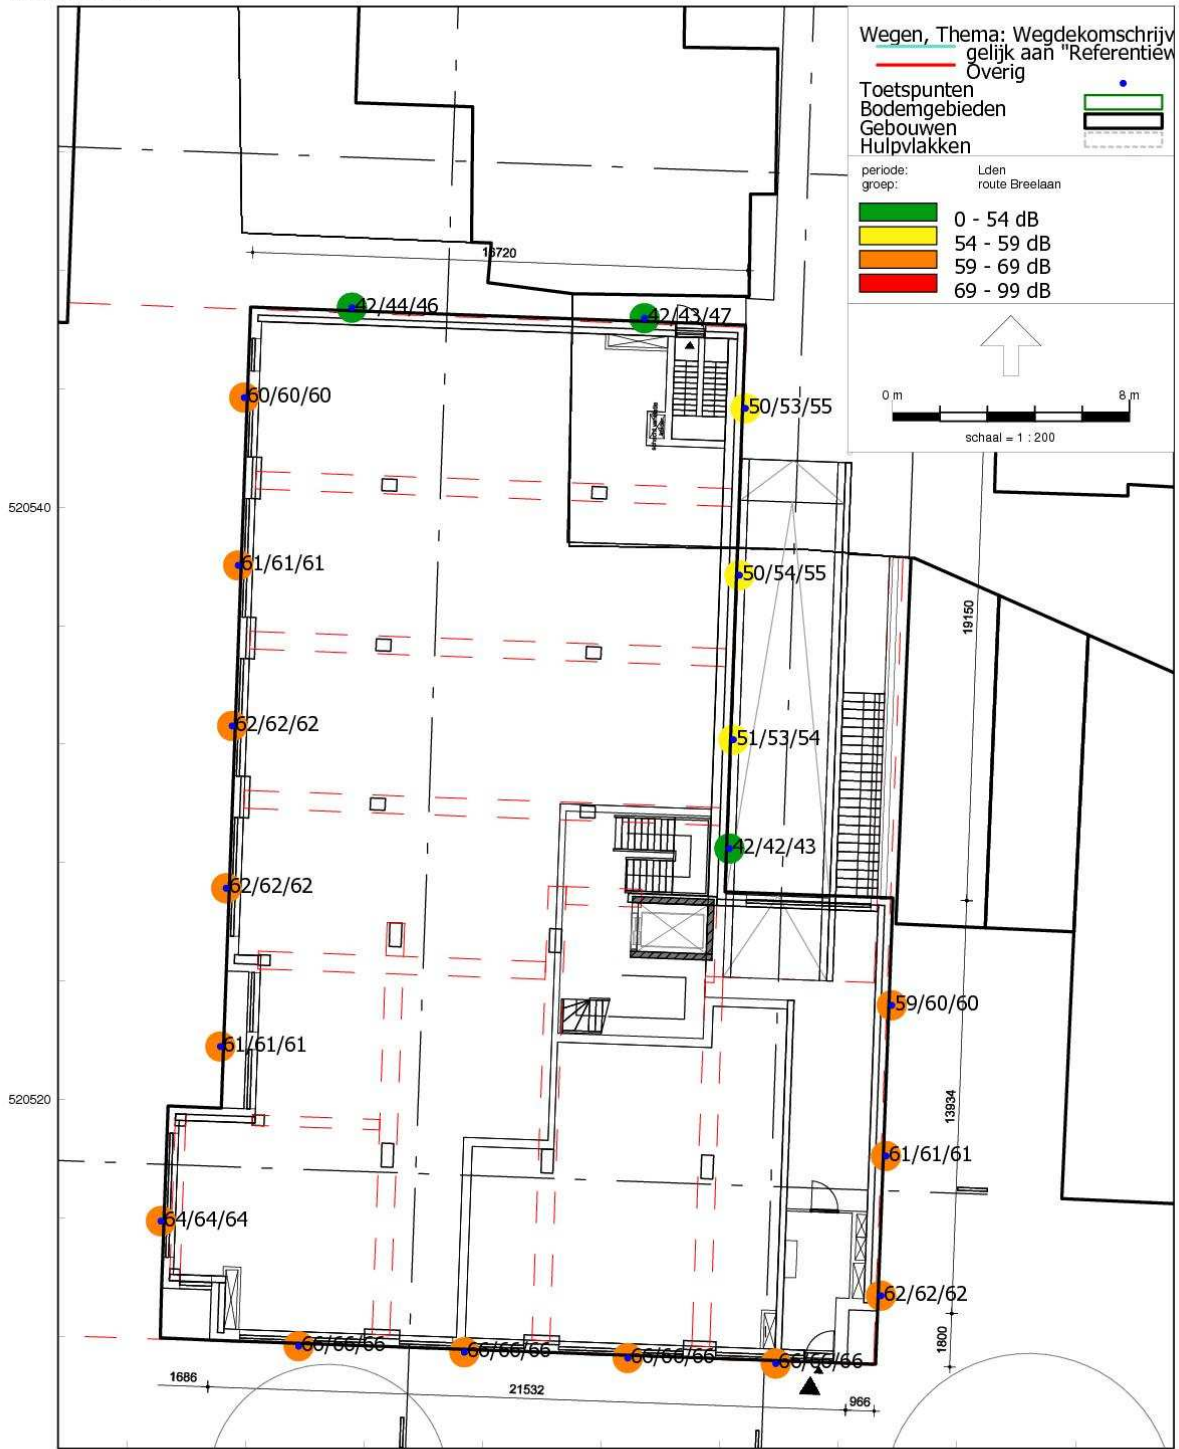 Wegen, Thema: Wegdekomschrijv
gelijk aan "Referentiew
Overig
Toetspunten
Bodemgebieden
Gebouwen
Hulpvlakken
periode: Lden
groep: route Breelaan
0 - 54 dB
54 - 59 dB
59 - 69 dB
69 - 99 dB
0 m 8 m
schaal = 1 : 200
16720
42/44/46
42/43/47
60/60/60
50/53/55
520540
61/61/61
50/54/55
19150
62/62/62
51/53/54
42/42/43
62/62/62
59/60/60
61/61/61
520520
13934
61/61/61
64/64/64
62/62/62
1800
66/66/66
66/66/66
66/66/66
66/66/66
1686
21532
966